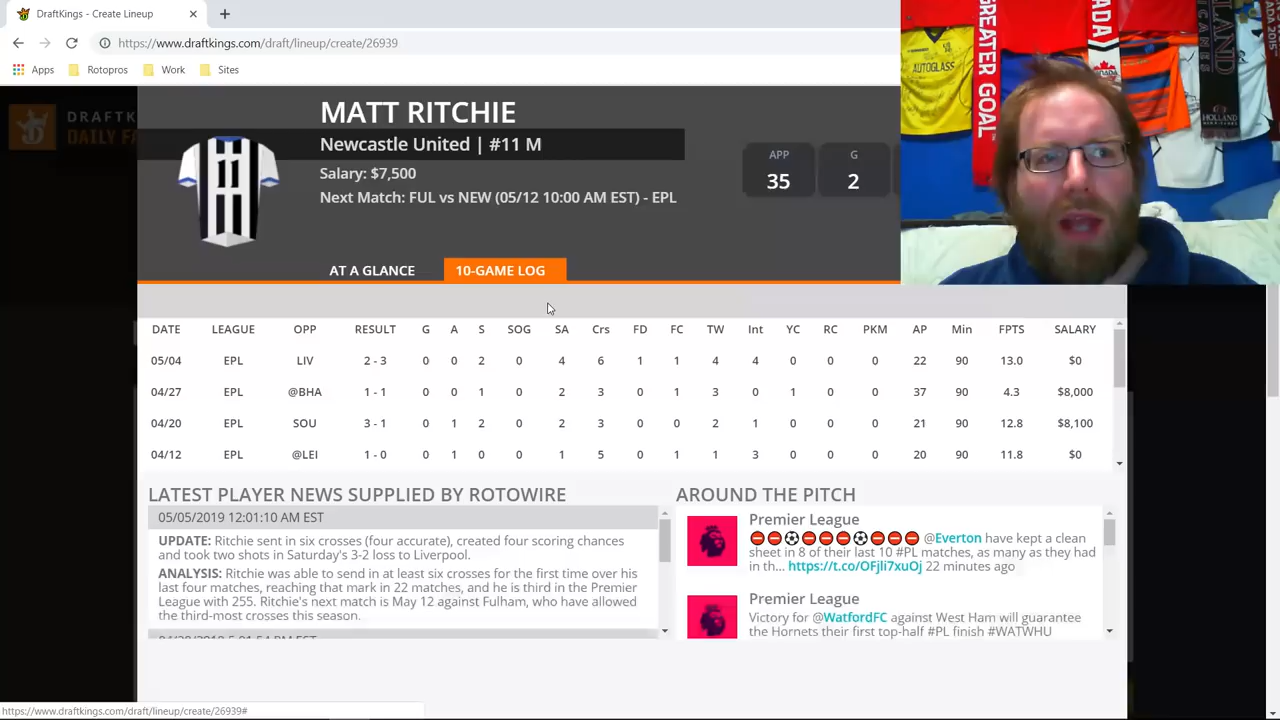 DraftKings - Create Lineup
https://www.draftkings.com/draft/lineup/create/26939
Apps Rotopros Work Sites
DRAFTK
DAILY FA
MATT RITCHIE
Newcastle United | #11 M
Salary: $7,500
Next Match: FUL vs NEW (05/12 10:00 AM EST) - EPL
APP G
35 2
AT A GLANCE 10-GAME LOG
DATE LEAGUE OPP RESULT G A S SOG SA Crs FD FC TW Int YC RC PKM AP Min FPTS SALARY
05/04 EPL LIV 2 - 3 0 0 2 0 4 6 1 1 4 4 0 0 0 22 90 13.0 $0
04/27 EPL @BHA 1 - 1 0 0 1 0 2 3 0 1 3 0 1 0 0 37 90 4.3 $8,000
04/20 EPL SOU 3 - 1 0 1 2 0 2 3 0 0 2 1 0 0 0 21 90 12.8 $8,100
04/12 EPL @LEI 1 - 0 0 1 0 0 1 5 0 1 1 3 0 0 0 20 90 11.8 $0
LATEST PLAYER NEWS SUPPLIED BY ROTOWIRE
05/05/2019 12:01:10 AM EST
UPDATE: Ritchie sent in six crosses (four accurate), created four scoring chances
and took two shots in Saturday's 3-2 loss to Liverpool.
ANALYSIS: Ritchie was able to send in at least six crosses for the first time over his
last four matches, reaching that mark in 22 matches, and he is third in the Premier
League with 255. Ritchie's next match is May 12 against Fulham, who have allowed
the third-most crosses this season.
AROUND THE PITCH
Premier League
@Everton have kept a clean
sheet in 8 of their last 10 #PL matches, as many as they had
in th... https://t.co/OFjli7xuOj 22 minutes ago
Premier League
Victory for @WatfordFC against West Ham will guarantee
the Hornets their first top-half #PL finish #WATWHU
https://www.draftkings.com/draft/lineup/create/26939#
AUTOGLASS
GREATER GOAL
ADA
CANADA 2015
HOLLAND